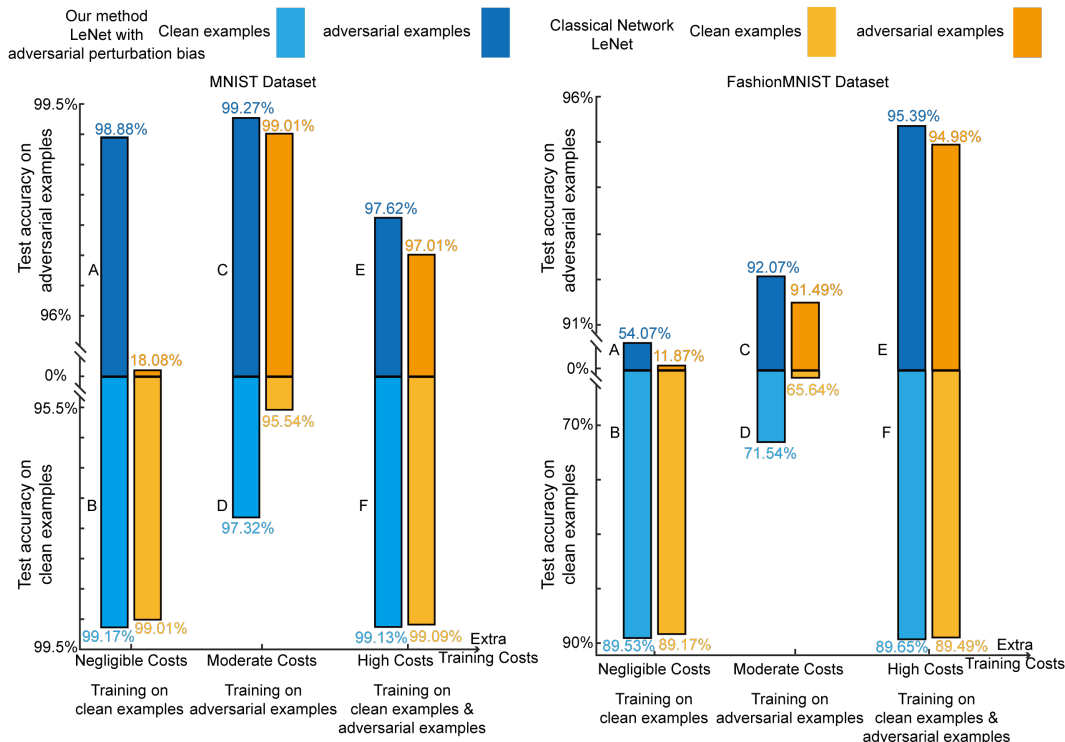 Our method
LeNet with
adversarial perturbation bias
Clean examples
adversarial examples
Classical Network
LeNet
Clean examples
adversarial examples
MNIST Dataset
99.5%
96%
0%
95.5%
99.5%
Test accuracy on
adversarial examples
Test accuracy on
clean examples
98.88%
18.08%
99.27%
99.01%
97.62%
97.01%
A
C
E
95.54%
B
D
F
97.32%
99.17%
99.01%
99.13%
99.09%
Extra
Training Costs
Negligible Costs
Moderate Costs
High Costs
Training on
clean examples
Training on
adversarial examples
Training on
clean examples &
adversarial examples
FashionMNIST Dataset
96%
91%
0%
70%
90%
Test accuracy on
adversarial examples
Test accuracy on
clean examples
95.39%
94.98%
92.07%
91.49%
54.07%
11.87%
A
C
E
65.64%
B
D
F
71.54%
89.53%
89.17%
89.65%
89.49%
Extra
Training Costs
Negligible Costs
Moderate Costs
High Costs
Training on
clean examples
Training on
adversarial examples
Training on
clean examples &
adversarial examples